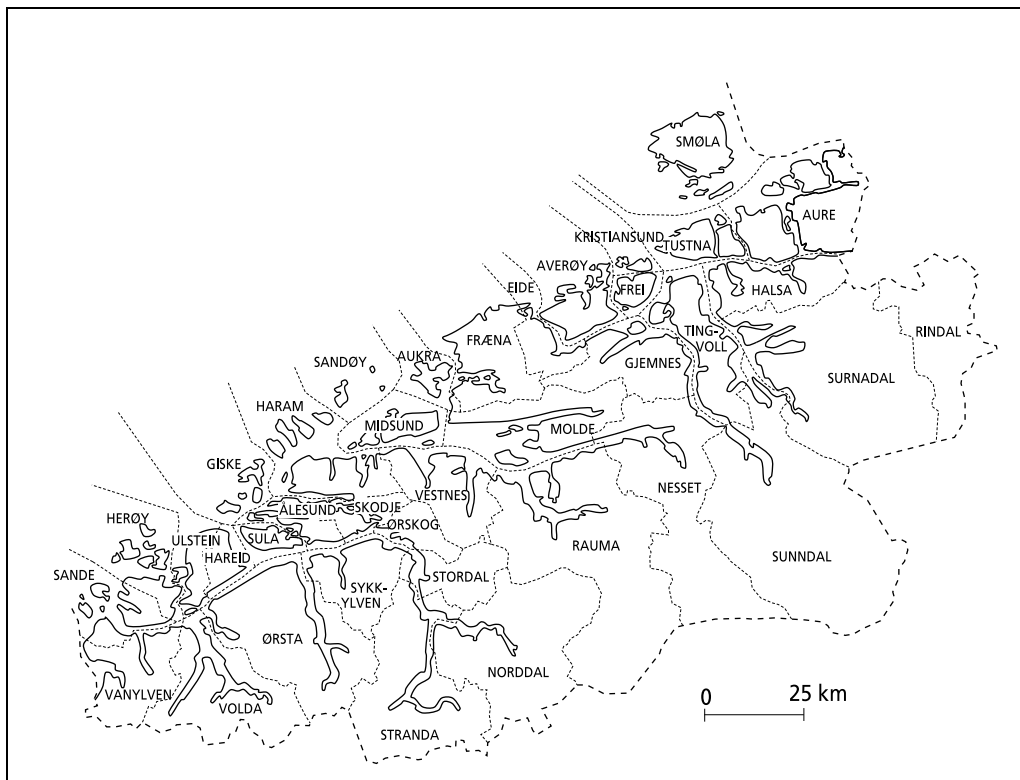 SMØLA
AURE
KRISTIANSUND
TUSTNA
AVERØY
EIDE
FREI
HALSA
RINDAL
FRÆNA
TING-
VOLL
SANDØY
AUKRA
GJEMNES
SURNADAL
HARAM
MIDSUND
MOLDE
GISKE
VESTNES
NESSET
HERØY
ÅLESUND
SKODJE
ØRSKOG
ULSTEIN
SULA
HAREID
RAUMA
SUNNDAL
SANDE
STORDAL
SYKK-
YLVEN
ØRSTA
NORDDAL
VANYLVEN
VOLDA
STRANDA
0 25 km